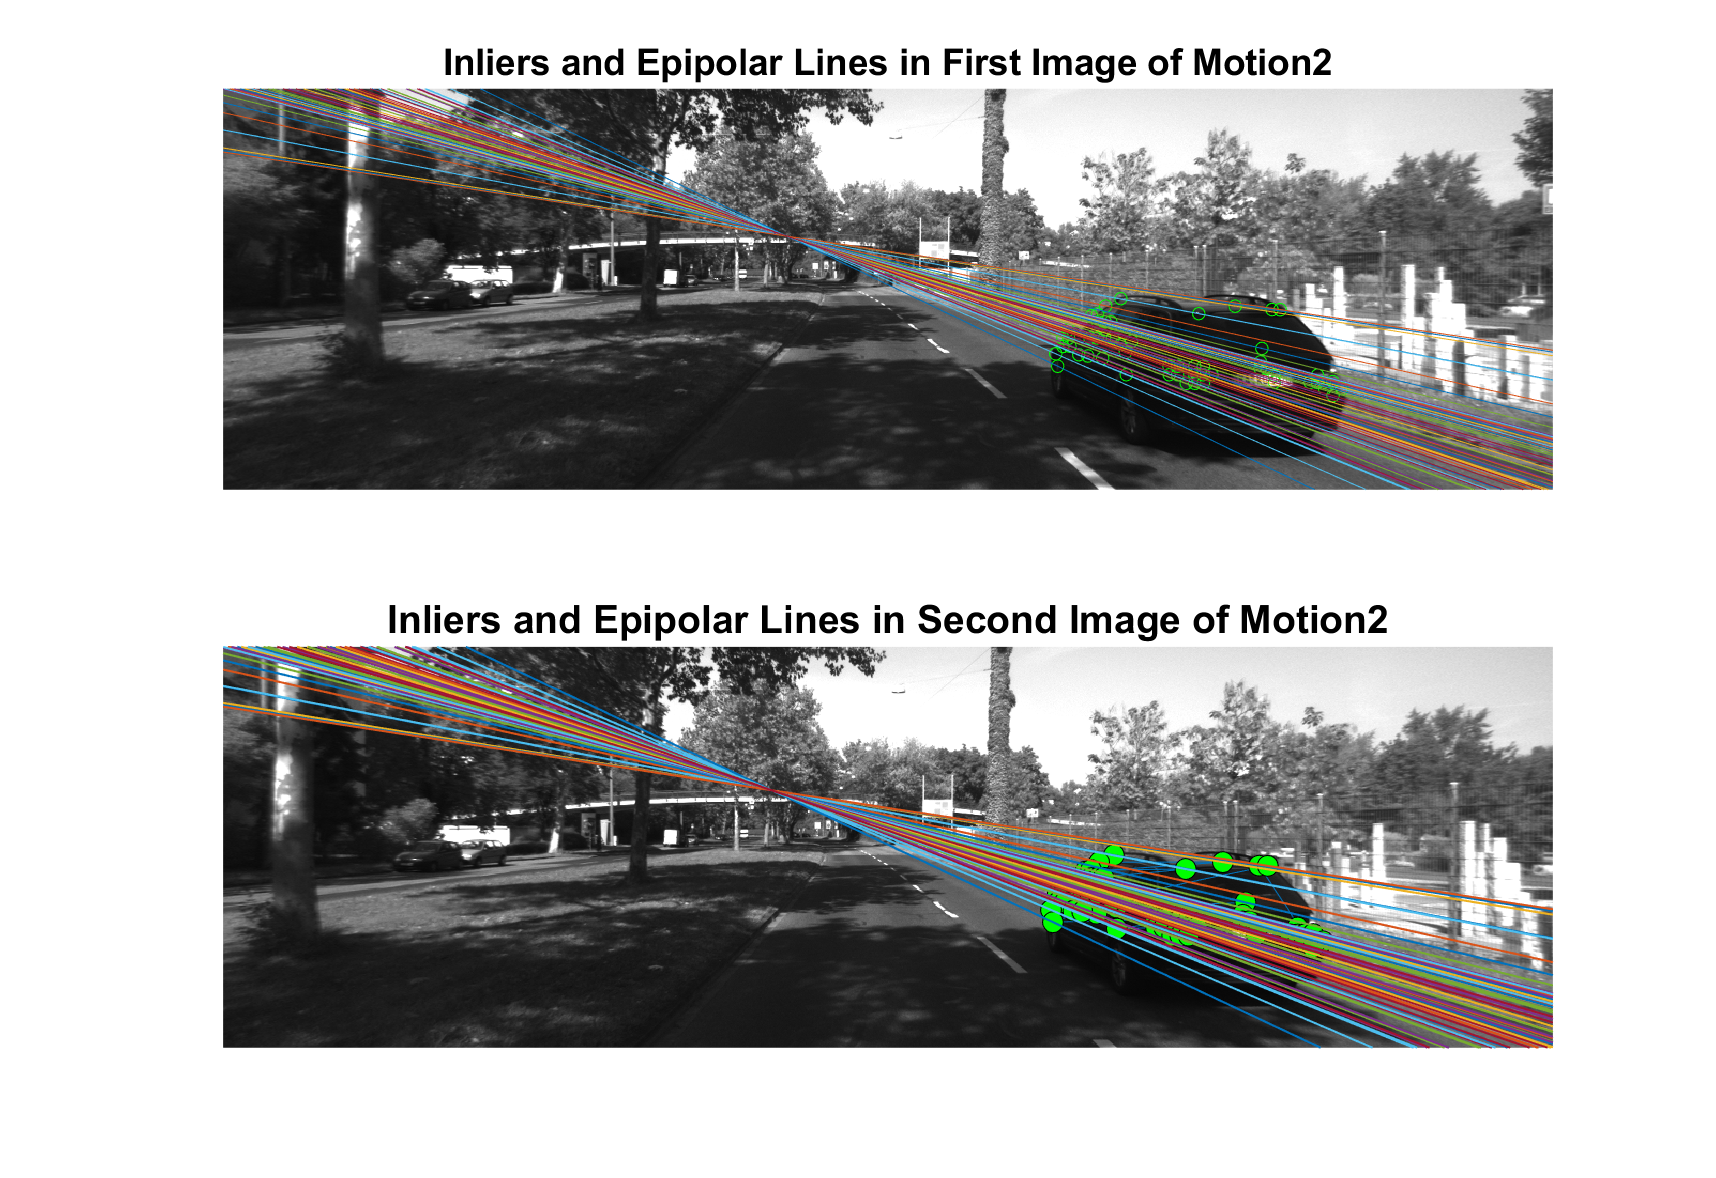 Inliers and Epipolar Lines in First Image of Motion2
Inliers and Epipolar Lines in Second Image of Motion2